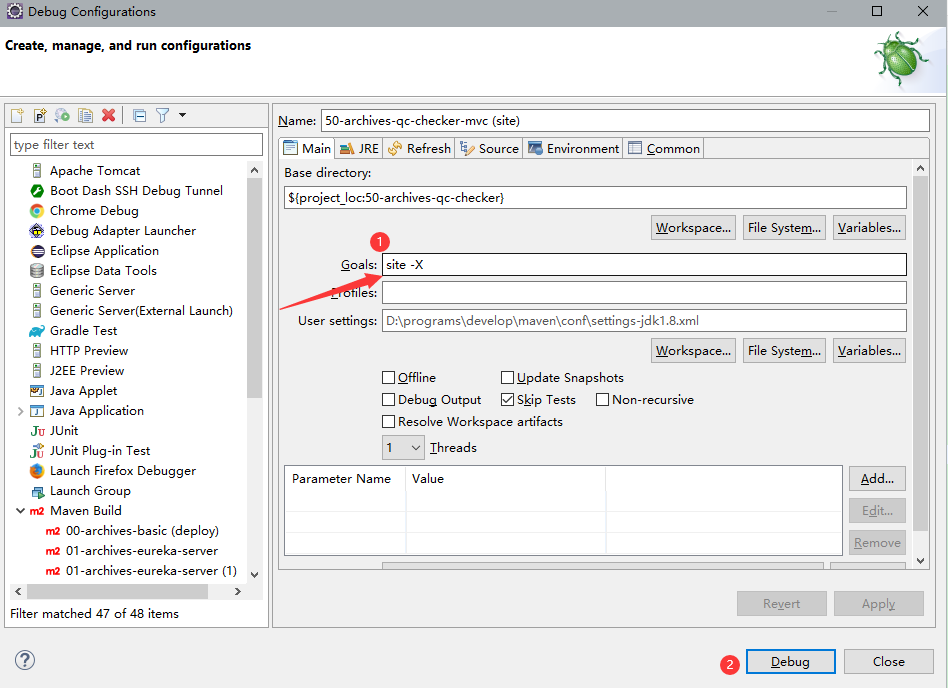 Debug Configurations
Create, manage, and run configurations
type filter text
Apache Tomcat
Boot Dash SSH Debug Tunnel
Chrome Debug
Debug Adapter Launcher
Eclipse Application
Eclipse Data Tools
Generic Server
Generic Server(External Launch)
Gradle Test
HTTP Preview
J2EE Preview
Java Applet
Java Application
JUnit
JUnit Plug-in Test
Launch Firefox Debugger
Launch Group
m2 Maven Build
m2 00-archives-basic (deploy)
m2 01-archives-eureka-server
m2 01-archives-eureka-server (1)
Filter matched 47 of 48 items
Name: 50-archives-qc-checker-mvc (site)
Main JRE Refresh Source Environment Common
Base directory:
${project_loc:50-archives-qc-checker}
Workspace... File System... Variables...
1
Goals: site -X
Profiles:
User settings: D:\programs\develop\maven\conf\settings-jdk1.8.xml
Workspace... File System... Variables...
Offline Update Snapshots
Debug Output Skip Tests Non-recursive
Resolve Workspace artifacts
1 Threads
Parameter Name Value
Add...
Edit...
Remove
Revert Apply
2 Debug Close